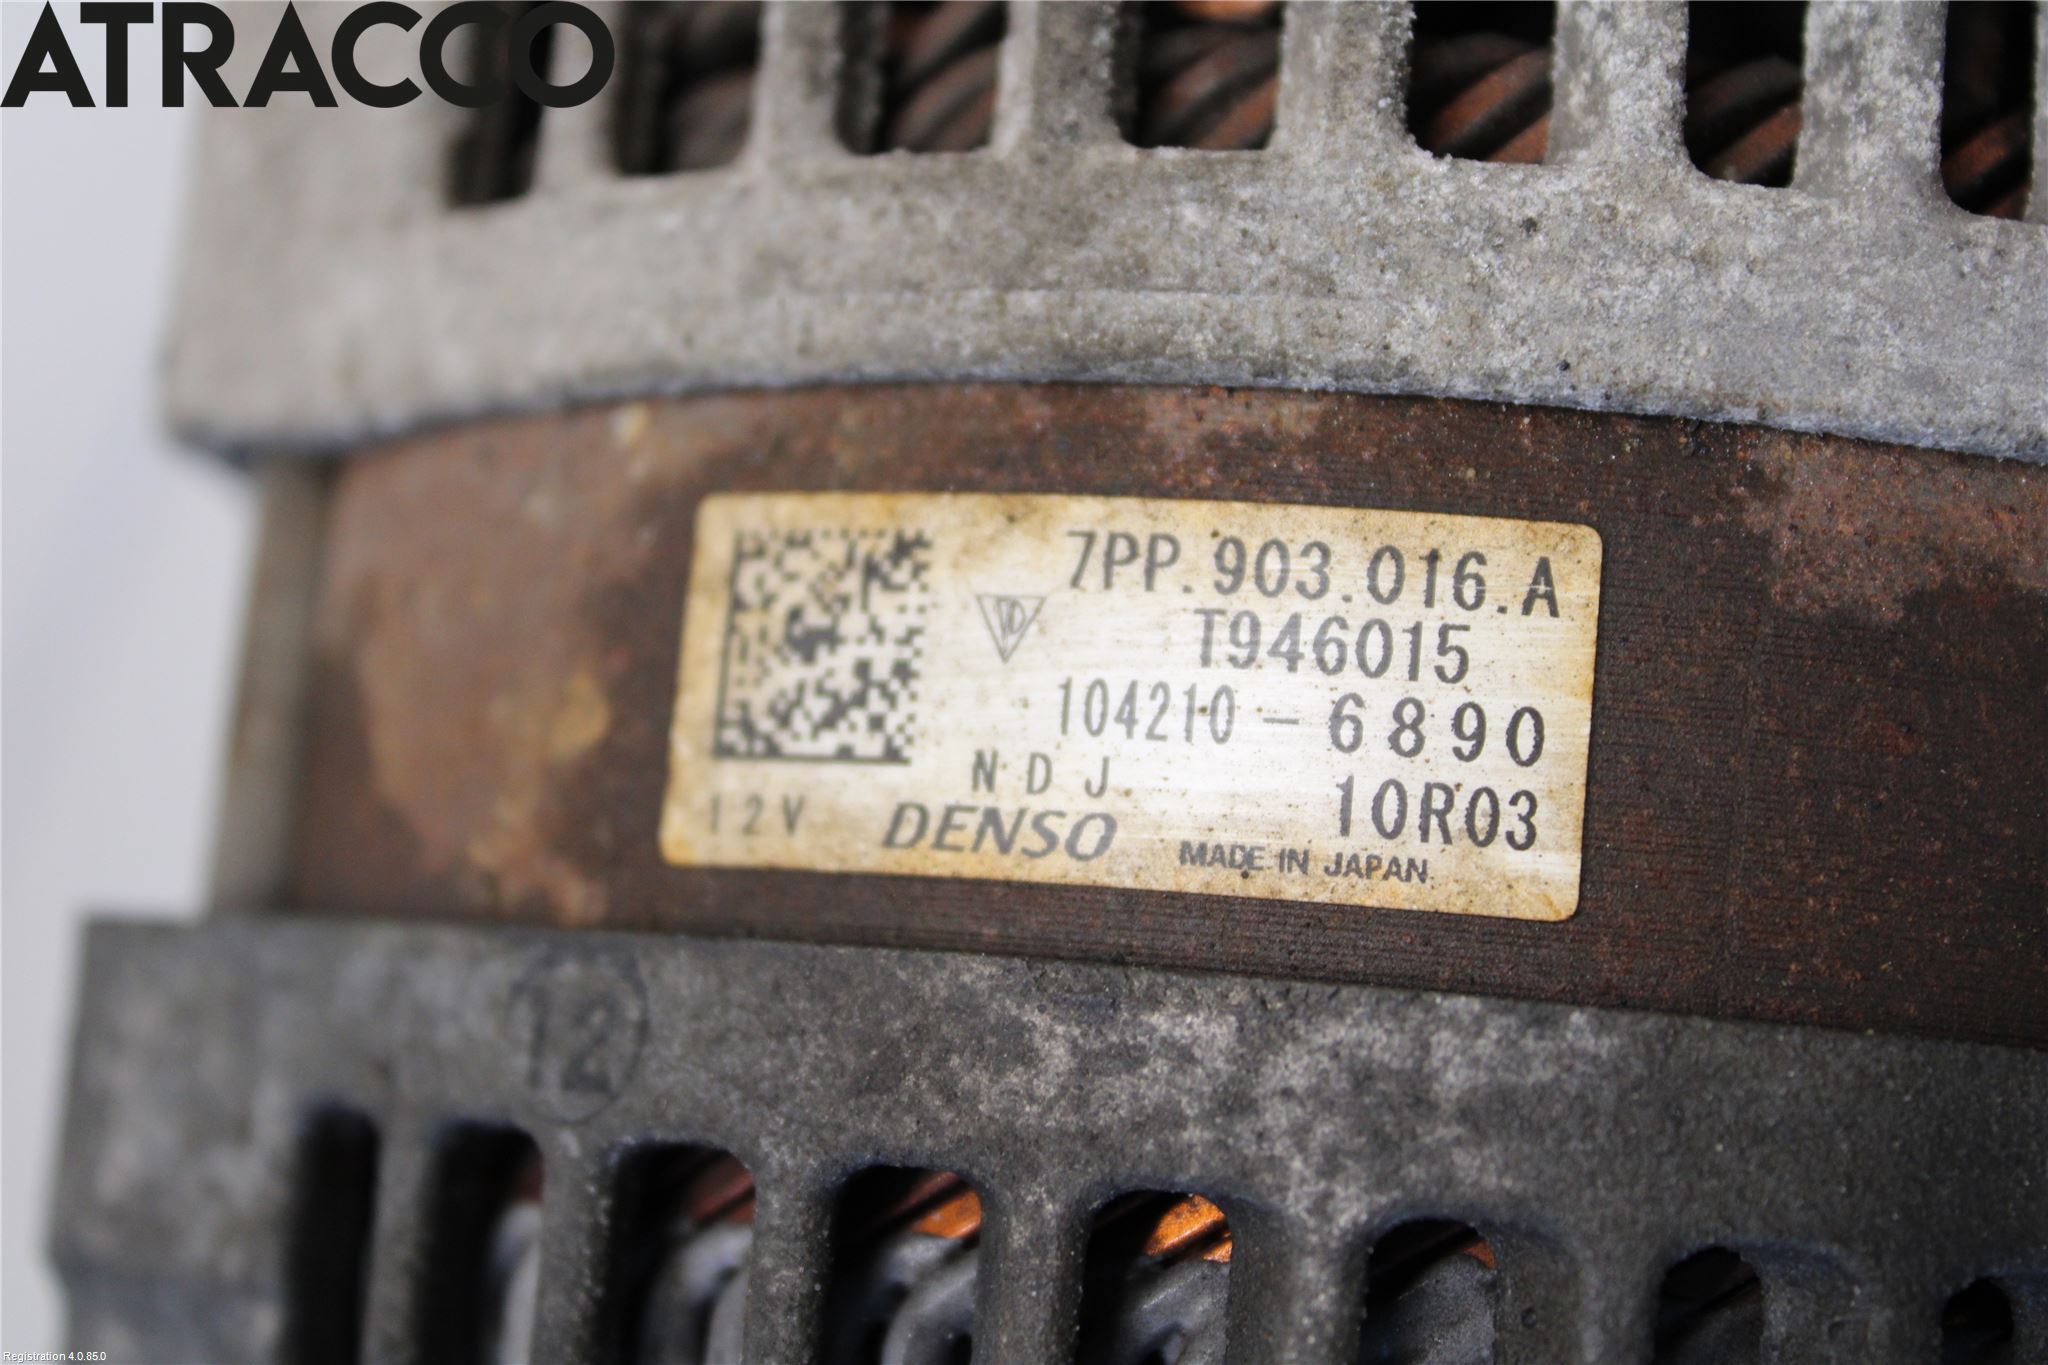 ATRACCO
7PP.903.016.A
T946015
104210-6890
NDJ
10R03
12V
DENSO
MADE IN JAPAN
12
Registration 4.0.85.0